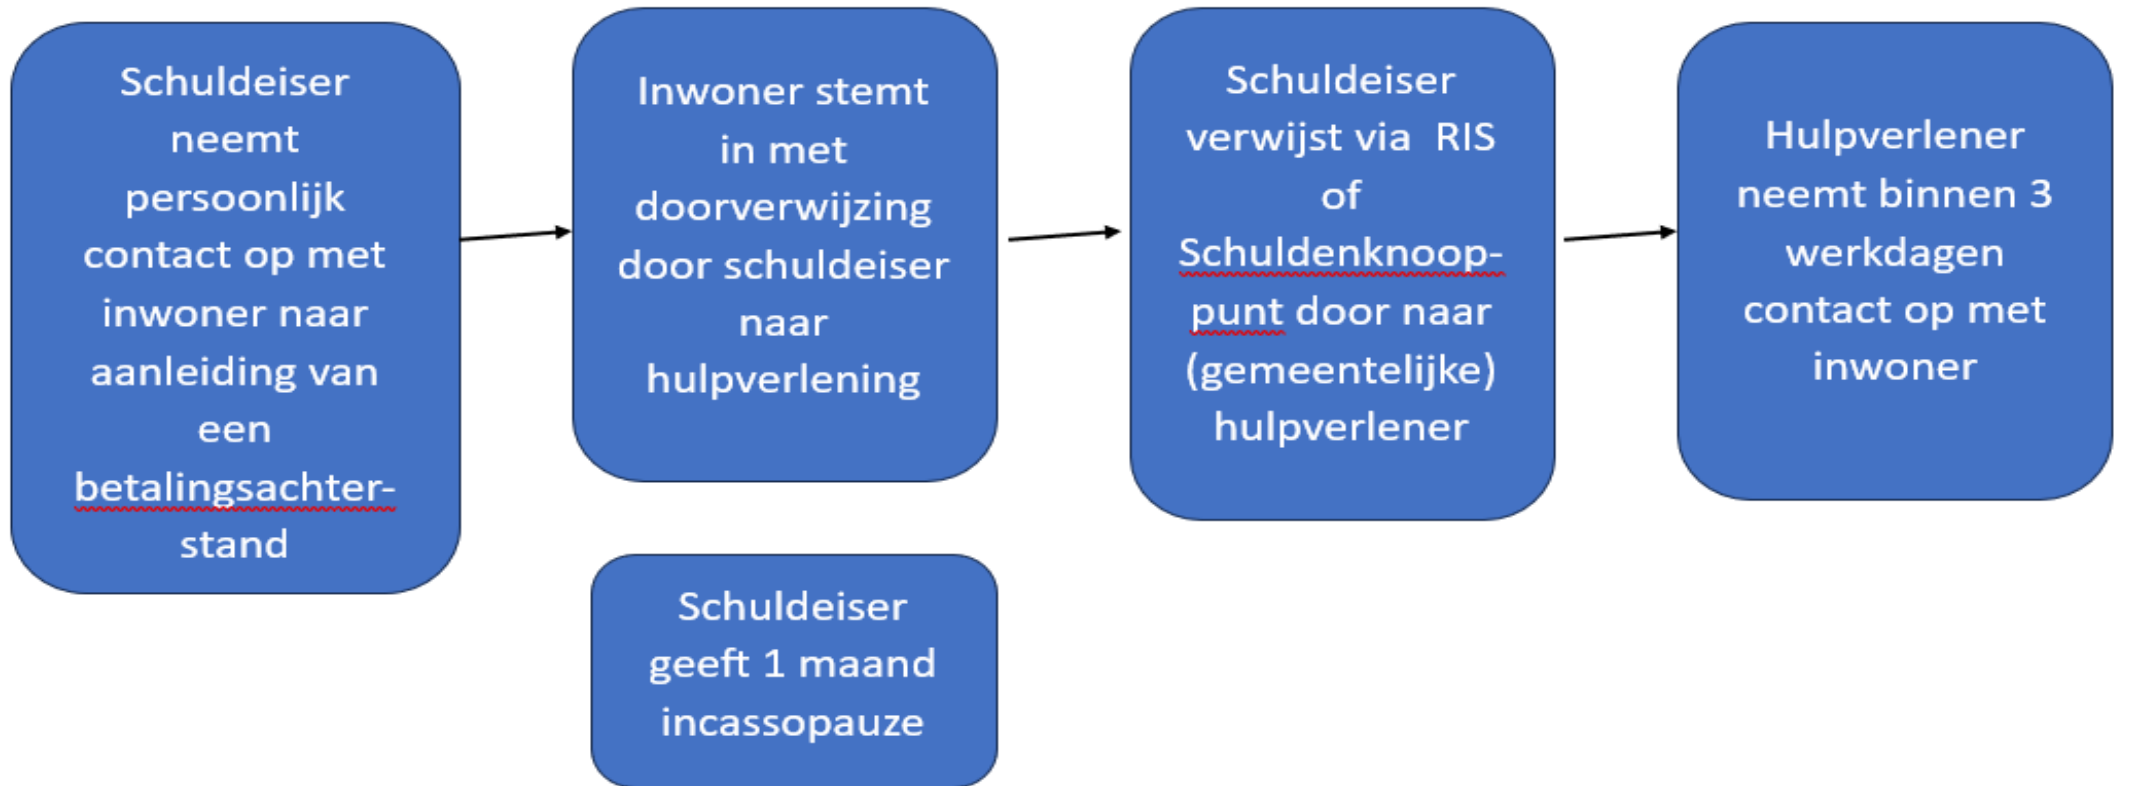 Schuldeiser
neemt
persoonlijk
contact op met
inwoner naar
aanleiding van
een
betalingsachter-
stand
Inwoner stemt
in met
doorverwijzing
door schuldeiser
naar
hulpverlening
Schuldeiser
geeft 1 maand
incassopauze
Schuldeiser
verwijst via  RIS
of
Schuldenknoop-
punt door naar
(gemeentelijke)
hulpverlener
Hulpverlener
neemt binnen 3
werkdagen
contact op met
inwoner